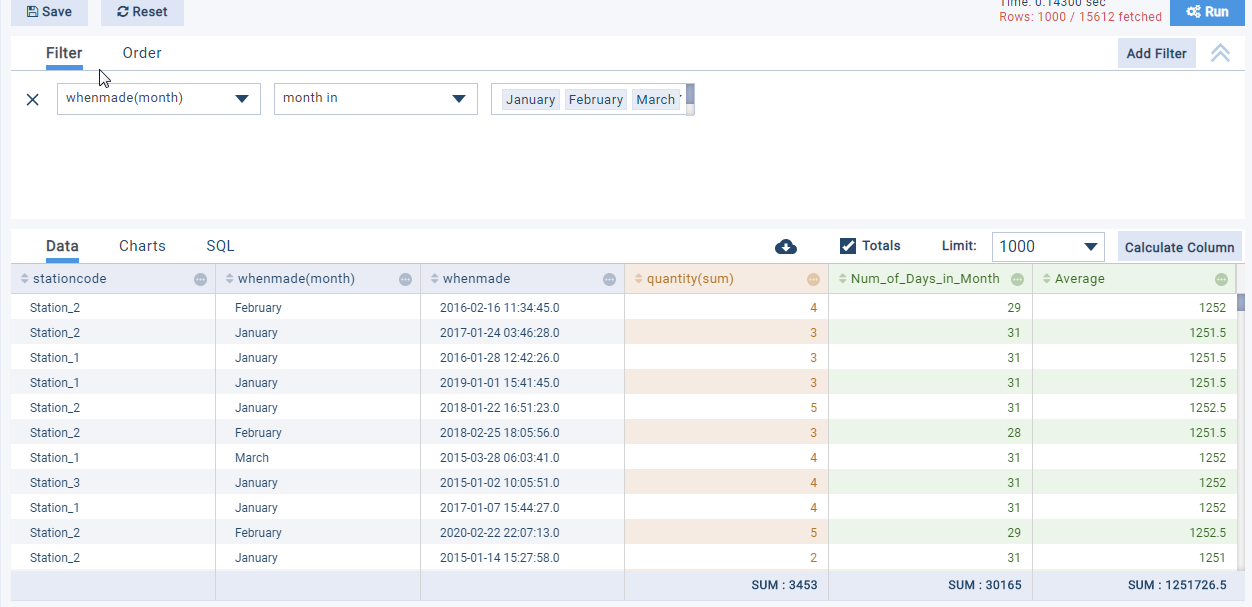 Save Reset Time: 0.14300 sec
Rows: 1000 / 15612 fetched Run
Filter Order Add Filter
whenmade(month) month in January February March
Data Charts SQL Totals Limit: 1000 Calculate Column
stationcode whenmade(month) whenmade quantity(sum) Num_of_Days_in_Month Average
Station_2 February 2016-02-16 11:34:45.0 4 29 1252
Station_2 January 2017-01-24 03:46:28.0 3 31 1251.5
Station_1 January 2016-01-28 12:42:26.0 3 31 1251.5
Station_1 January 2019-01-01 15:41:45.0 3 31 1251.5
Station_2 January 2018-01-22 16:51:23.0 5 31 1252.5
Station_2 February 2018-02-25 18:05:56.0 3 28 1251.5
Station_1 March 2015-03-28 06:03:41.0 4 31 1252
Station_3 January 2015-01-02 10:05:51.0 4 31 1252
Station_1 January 2017-01-07 15:44:27.0 4 31 1252
Station_2 February 2020-02-22 22:07:13.0 5 29 1252.5
Station_2 January 2015-01-14 15:27:58.0 2 31 1251
SUM : 3453 SUM : 30165 SUM : 1251726.5